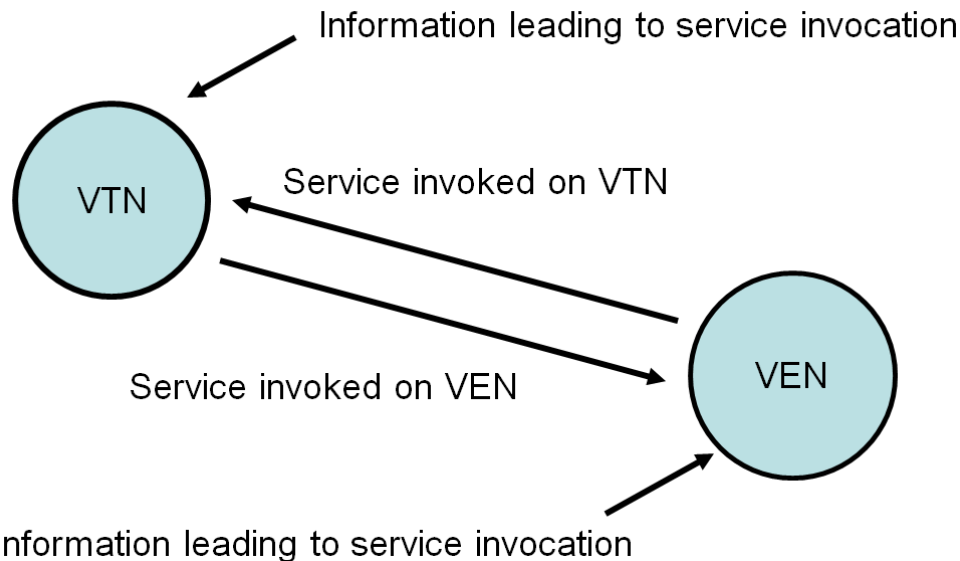 Information leading to service invocation
VTN
Service invoked on VTN
VEN
Service invoked on VEN
nformation leading to service invocation